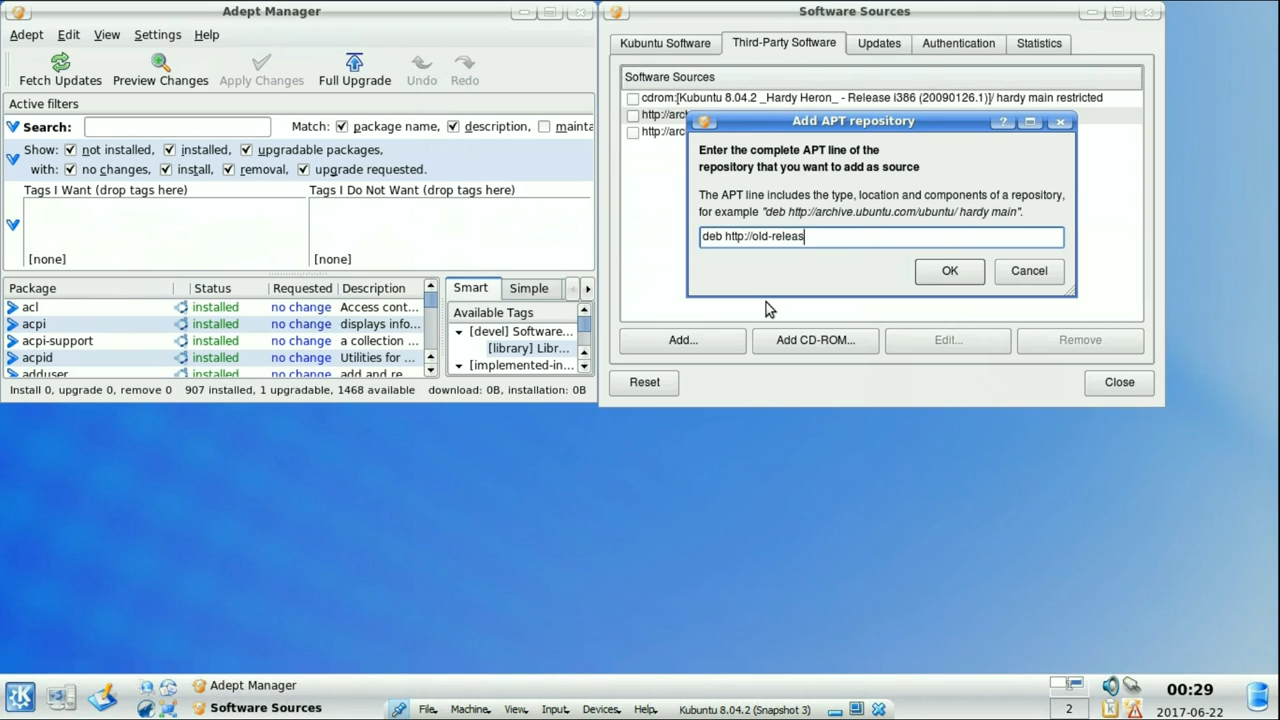 Adept Manager
Adept Edit View Settings Help
Fetch Updates Preview Changes Apply Changes Full Upgrade Undo Redo
Active filters
Search: Match: package name, description, mainta
Show: not installed, installed, upgradable packages,
with: no changes, install, removal, upgrade requested.
Tags I Want (drop tags here) Tags I Do Not Want (drop tags here)
[none] [none]
Package Status Requested Description
acl installed no change Access cont...
acpi installed no change displays info...
acpi-support installed no change a collection ...
acpid installed no change Utilities for ...
adduser installed no change add and re
Smart Simple
Available Tags
[devel] Software...
[library] Libr...
[implemented-in...
Install 0, upgrade 0, remove 0 907 installed, 1 upgradable, 1468 available download: 0B, installation: 0B
Software Sources
Kubuntu Software Third-Party Software Updates Authentication Statistics
Software Sources
cdrom:[Kubuntu 8.04.2 _Hardy Heron_ - Release i386 (20090126.1)]/ hardy main restricted
http://arc
http://arc
Add APT repository
Enter the complete APT line of the
repository that you want to add as source
The APT line includes the type, location and components of a repository,
for example "deb http://archive.ubuntu.com/ubuntu/ hardy main".
deb http://old-releas
OK Cancel
Add... Add CD-ROM... Edit... Remove
Reset Close
Adept Manager
Software Sources
File Machine View Input Devices Help Kubuntu 8.04.2 (Snapshot 3)
2
00:29
2017-06-22